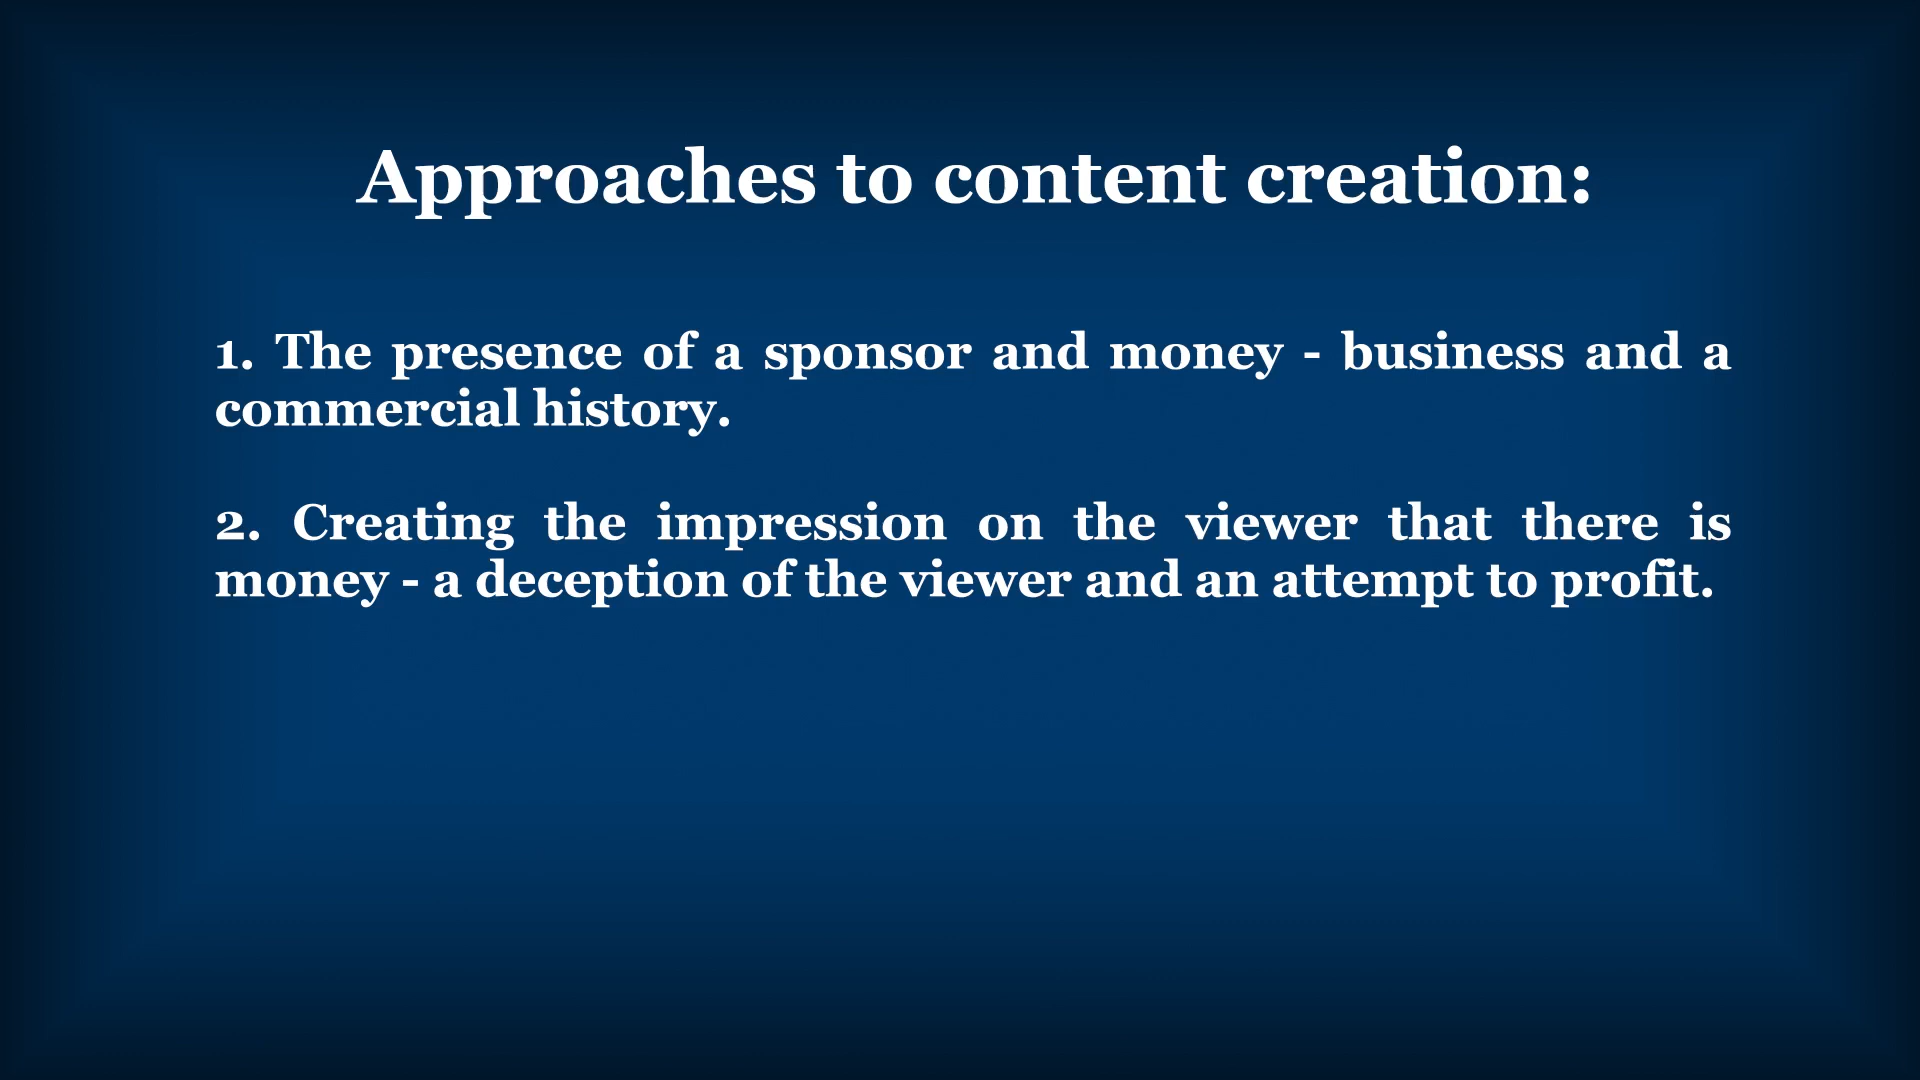 Approaches to content creation:
1. The presence of a sponsor and money - business and a
commercial history.
2. Creating the impression on the viewer that there is
money - a deception of the viewer and an attempt to profit.